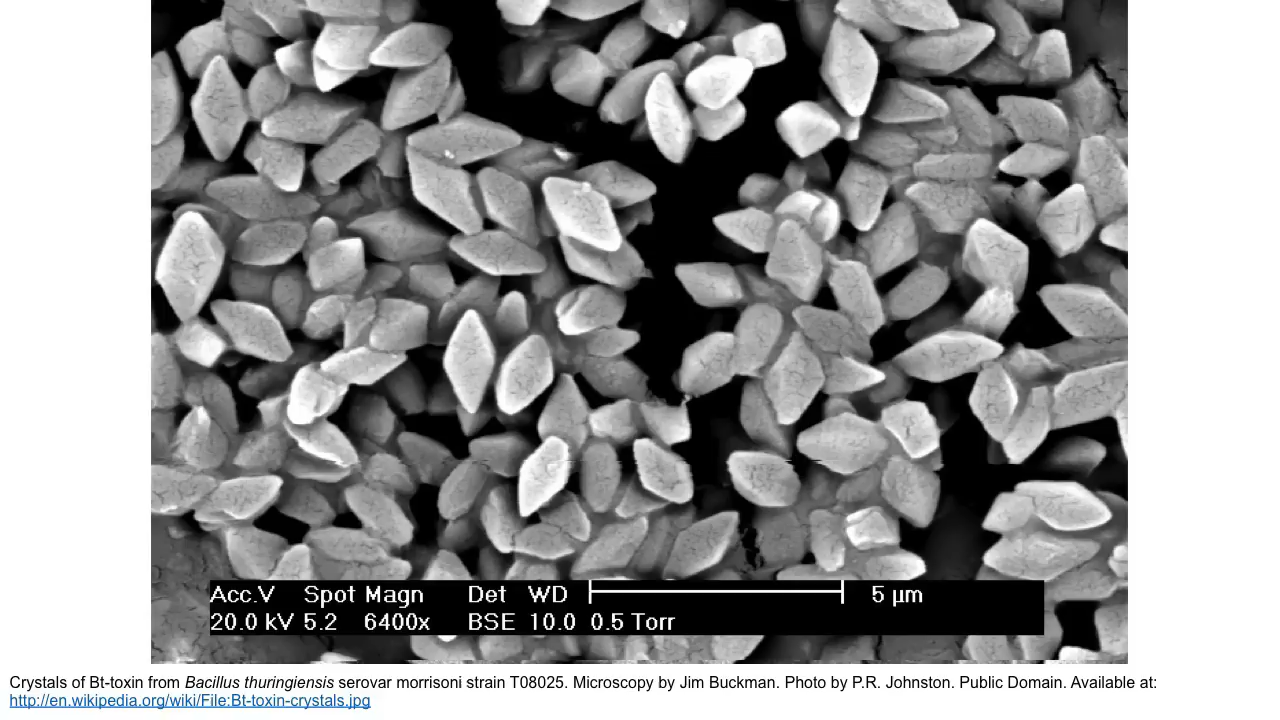 Acc.V Spot Magn Det WD 5 µm
20.0 kV 5.2 6400x BSE 10.0 0.5 Torr
Crystals of Bt-toxin from Bacillus thuringiensis serovar morrisoni strain T08025. Microscopy by Jim Buckman. Photo by P.R. Johnston. Public Domain. Available at:
http://en.wikipedia.org/wiki/File:Bt-toxin-crystals.jpg